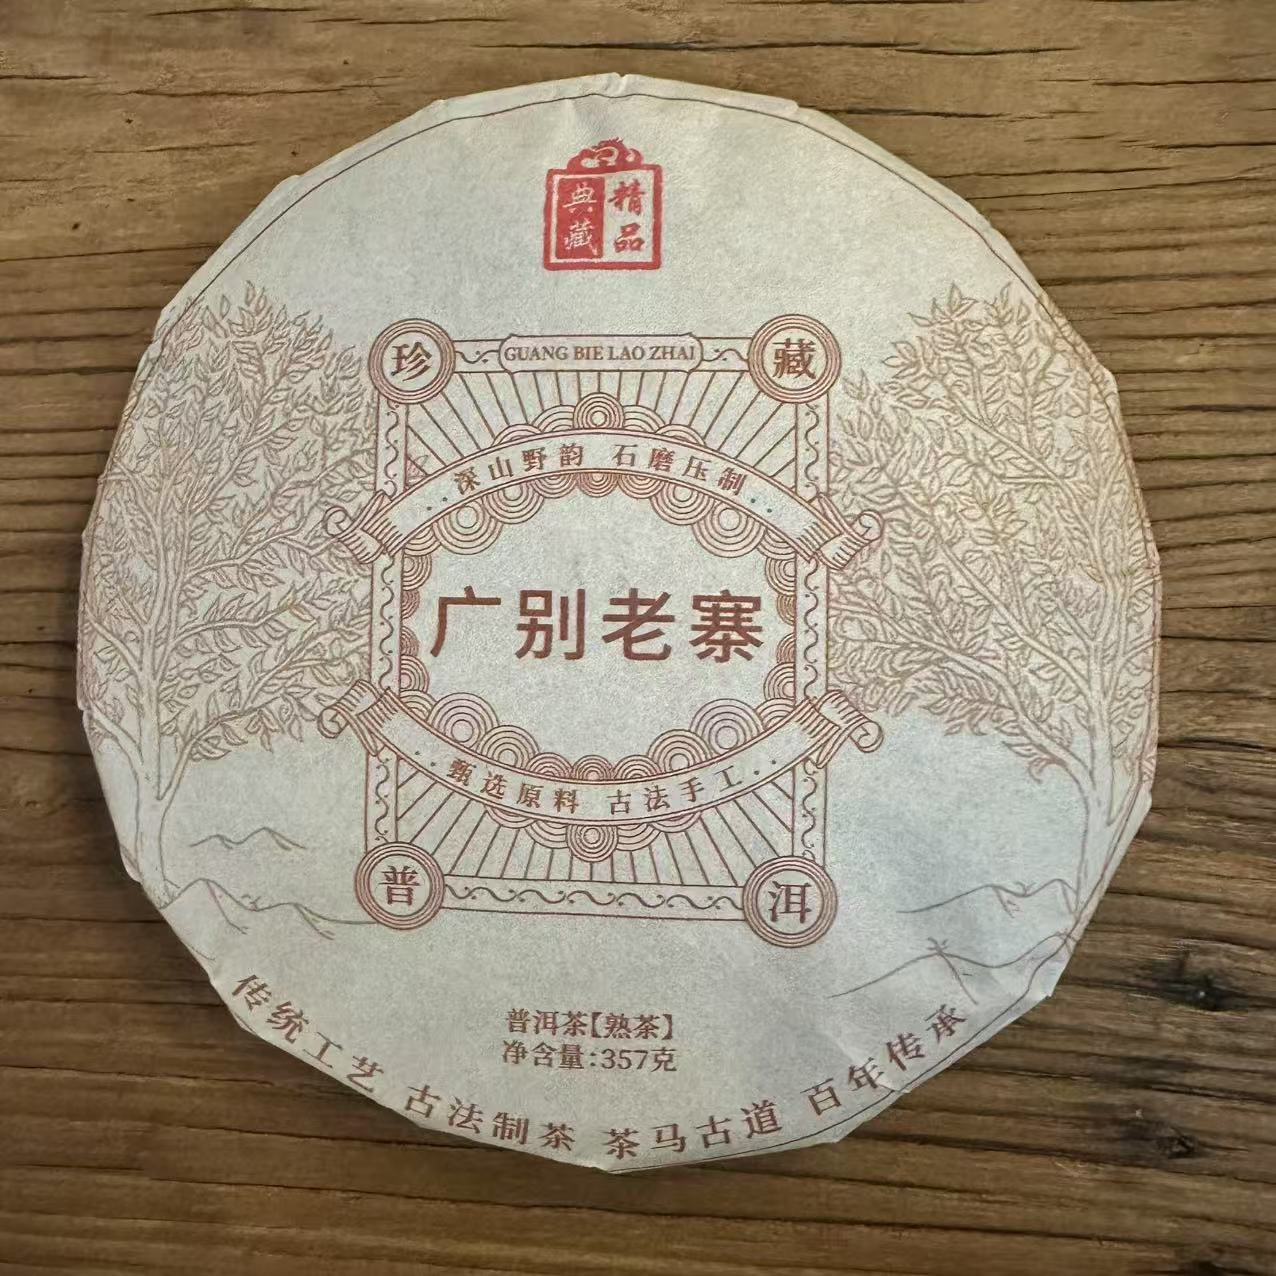 精品
典藏
珍藏
GUANG BIE LAO ZHAI
深山野韵 石磨压制
广别老寨
甄选原料 古法手工
普洱
普洱茶【熟茶】
净含量:357克
传统工艺 古法制茶 茶马古道 百年传承